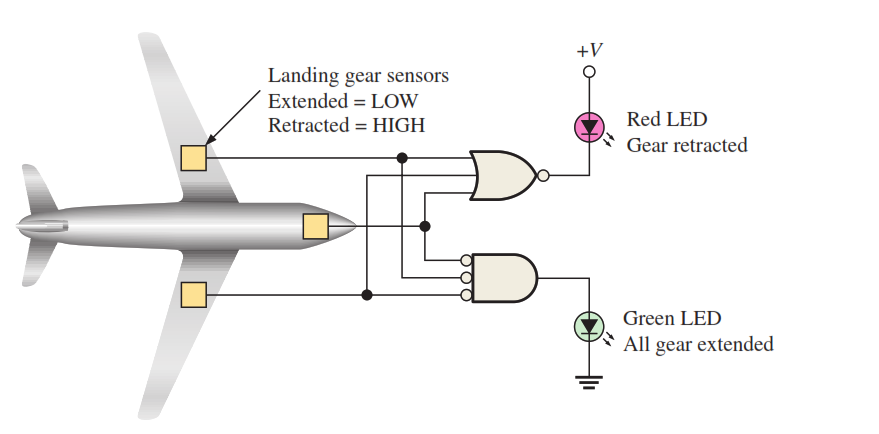 +V
Landing gear sensors
Extended = LOW
Retracted = HIGH
Red LED
Gear retracted
Green LED
All gear extended